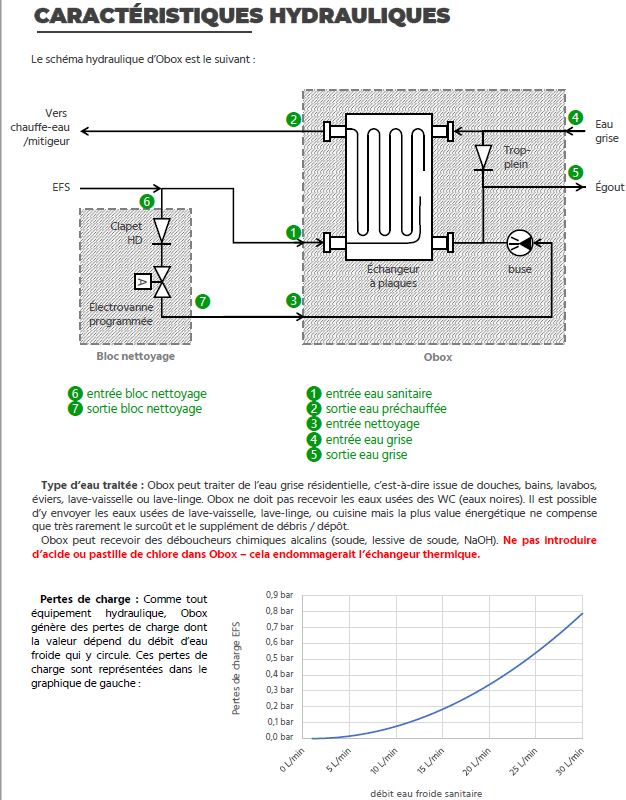 CARACTÉRISTIQUES HYDRAULIQUES
Le schéma hydraulique d'Obox est le suivant :
Vers
chauffe-eau
/mitigeur
2
4
Eau
grise
Trop-
plein
5
Égout
EFS
6
Clapet
HD
1
Échangeur
à plaques
buse
A
Électrovanne
programmée
7
3
Bloc nettoyage
Obox
6 entrée bloc nettoyage
7 sortie bloc nettoyage
1 entrée eau sanitaire
2 sortie eau préchauffée
3 entrée nettoyage
4 entrée eau grise
5 sortie eau grise
Type d'eau traîtée : Obox peut traiter de l'eau grise résidentielle, c'est-à-dire issue de douches, bains, lavabos,
éviers, lave-vaisselle ou lave-linge. Obox ne doit pas recevoir les eaux usées des WC (eaux noires). Il est possible
d'y envoyer les eaux usées de lave-vaisselle, lave-linge, ou cuisine mais la plus value énergétique ne compense
que très rarement le surcoût et le supplément de débris / dépôt.
Obox peut recevoir des déboucheurs chimiques alcalins (soude, lessive de soude, NaOH). Ne pas introduire
d'acide ou pastille de chlore dans Obox – cela endommagerait l'échangeur thermique.
Pertes de charge : Comme tout
équipement hydraulique, Obox
génère des pertes de charge dont
la valeur dépend du débit d'eau
froide qui y circule. Ces pertes de
charge sont représentées dans le
graphique de gauche :
Pertes de charge EFS
0,9 bar
0,8 bar
0,7 bar
0,6 bar
0,5 bar
0,4 bar
0,3 bar
0,2 bar
0,1 bar
0,0 bar
0 L/min
5 L/min
10 L/min
15 L/min
20 L/min
25 L/min
30 L/min
débit eau froide sanitaire